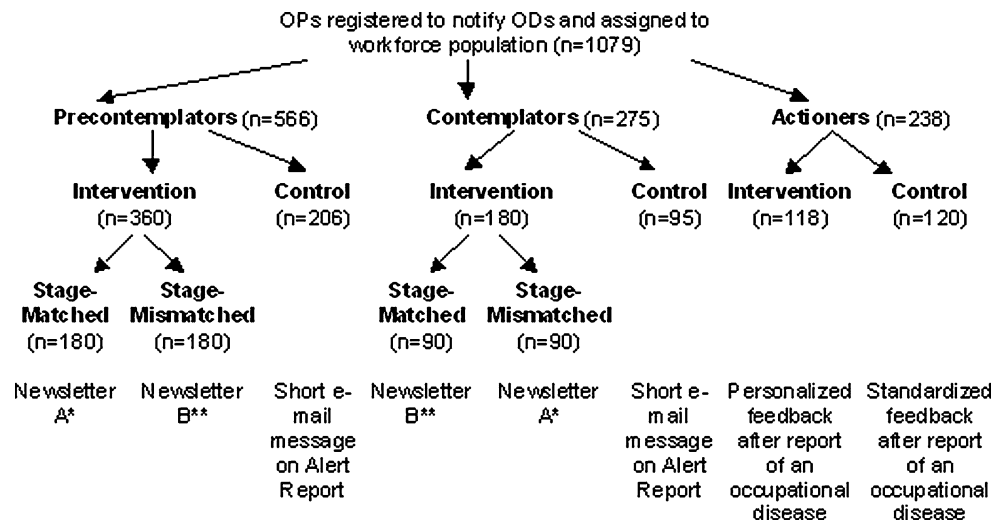 OPs registered to notify ODs and assigned to
workforce population (n=1079)
Precontemplators (n=566)
Contemplators (n=275)
Actioners (n=238)
Intervention
(n=360)
Control
(n=206)
Intervention
(n=180)
Control
(n=95)
Intervention
(n=118)
Control
(n=120)
Stage-
Matched
(n=180)
Stage-
Mismatched
(n=180)
Stage-
Matched
(n=90)
Stage-
Mismatched
(n=90)
Newsletter
A*
Newsletter
B**
Short e-
mail
message
on Alert
Report
Newsletter
B**
Newsletter
A*
Short e-
mail
message
on Alert
Report
Personalized
feedback
after report
of an
occupational
disease
Standardized
feedback
after report
of an
occupational
disease